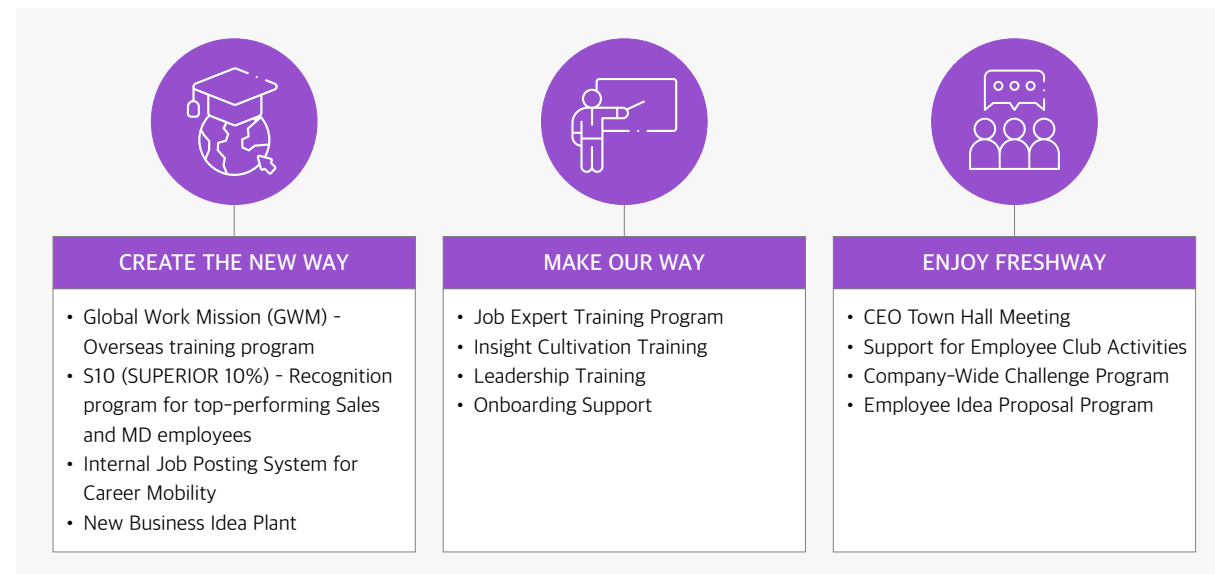 CREATE THE NEW WAY
• Global Work Mission (GWM) -
Overseas training program
• S10 (SUPERIOR 10%) - Recognition
program for top-performing Sales
and MD employees
• Internal Job Posting System for
Career Mobility
• New Business Idea Plant
MAKE OUR WAY
• Job Expert Training Program
• Insight Cultivation Training
• Leadership Training
• Onboarding Support
ENJOY FRESHWAY
• CEO Town Hall Meeting
• Support for Employee Club Activities
• Company-Wide Challenge Program
• Employee Idea Proposal Program